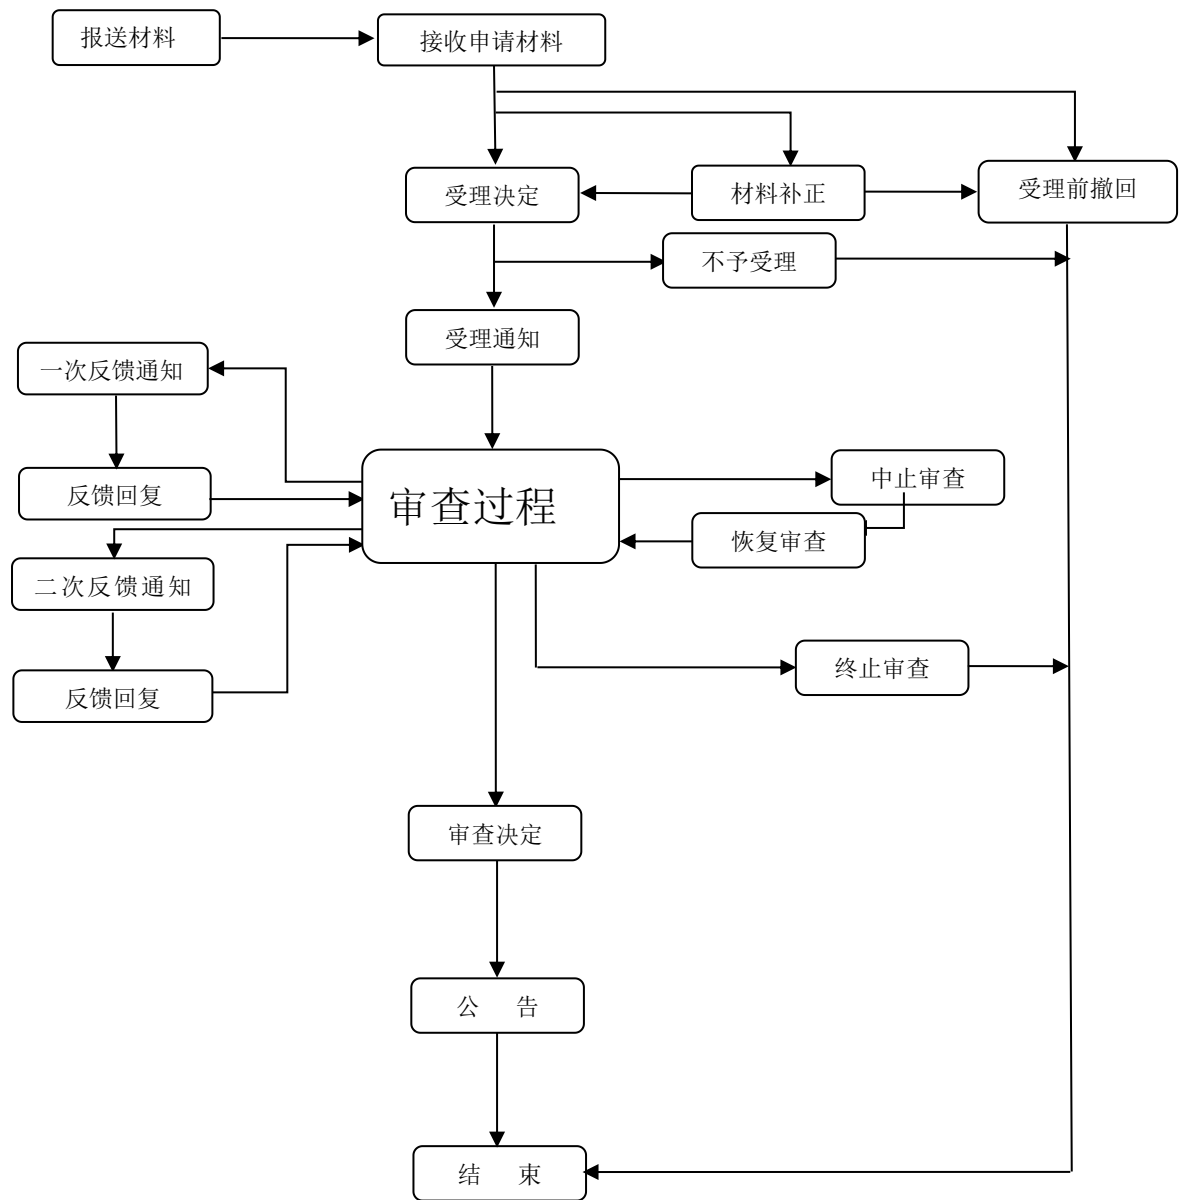 报送材料
接收申请材料
受理决定
材料补正
受理前撤回
不予受理
受理通知
一次反馈通知
反馈回复
审查过程
中止审查
恢复审查
二次反馈通知
反馈回复
终止审查
审查决定
公 告
结 束